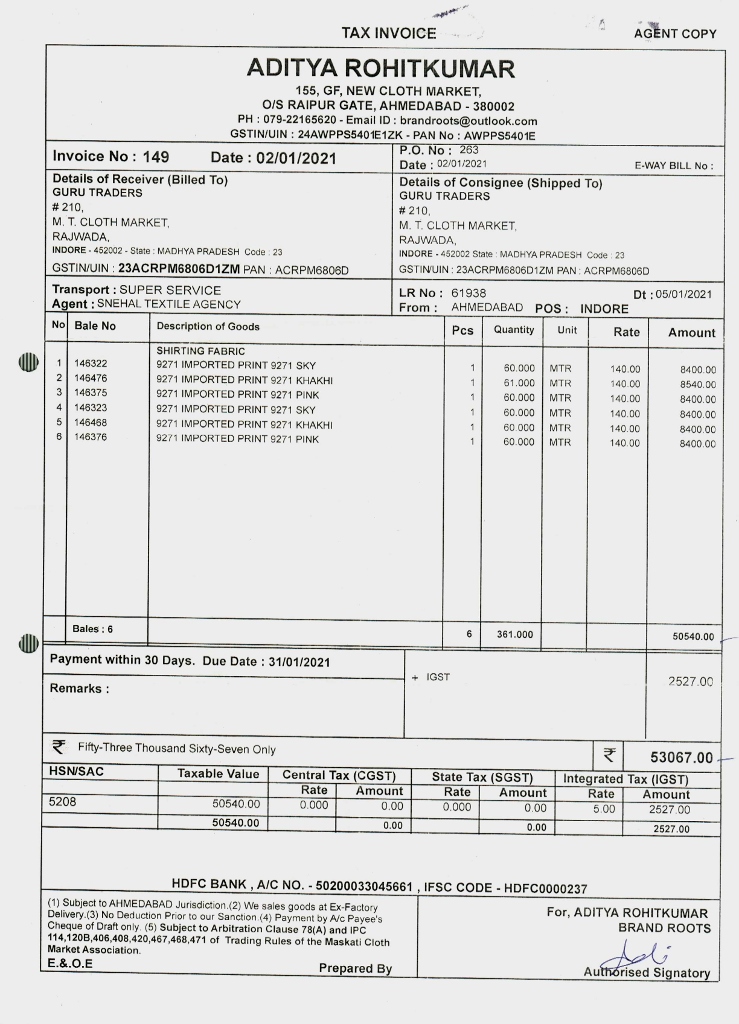 TAX INVOICE
AGENT COPY
ADITYA ROHITKUMAR
155, GF, NEW CLOTH MARKET,
O/S RAIPUR GATE, AHMEDABAD - 380002
PH : 079-22165620 - Email ID : brandroots@outlook.com
GSTIN/UIN : 24AWPPS5401E1ZK - PAN No : AWPPS5401E
Invoice No : 149 Date : 02/01/2021
P.O. No : 263
Date : 02/01/2021 E-WAY BILL No :
Details of Receiver (Billed To)
GURU TRADERS
# 210,
M. T. CLOTH MARKET,
RAJWADA,
INDORE - 452002 - State : MADHYA PRADESH Code : 23
GSTIN/UIN : 23ACRPM6806D1ZM PAN : ACRPM6806D
Details of Consignee (Shipped To)
GURU TRADERS
# 210,
M. T. CLOTH MARKET,
RAJWADA,
INDORE - 452002 State : MADHYA PRADESH Code : 23
GSTIN/UIN : 23ACRPM6806D1ZM PAN : ACRPM6806D
Transport : SUPER SERVICE
Agent : SNEHAL TEXTILE AGENCY
LR No : 61938 Dt : 05/01/2021
From : AHMEDABAD POS : INDORE
No Bale No Description of Goods Pcs Quantity Unit Rate Amount
SHIRTING FABRIC
1 146322 9271 IMPORTED PRINT 9271 SKY 1 60.000 MTR 140.00 8400.00
2 146476 9271 IMPORTED PRINT 9271 KHAKHI 1 61.000 MTR 140.00 8540.00
3 146375 9271 IMPORTED PRINT 9271 PINK 1 60.000 MTR 140.00 8400.00
4 146323 9271 IMPORTED PRINT 9271 SKY 1 60.000 MTR 140.00 8400.00
5 146468 9271 IMPORTED PRINT 9271 KHAKHI 1 60.000 MTR 140.00 8400.00
6 146376 9271 IMPORTED PRINT 9271 PINK 1 60.000 MTR 140.00 8400.00
Bales : 6 6 361.000 50540.00
Payment within 30 Days. Due Date : 31/01/2021
Remarks :
+ IGST 2527.00
₹ Fifty-Three Thousand Sixty-Seven Only ₹ 53067.00
HSN/SAC Taxable Value Central Tax (CGST) State Tax (SGST) Integrated Tax (IGST)
Rate Amount Rate Amount Rate Amount
5208 50540.00 0.000 0.00 0.000 0.00 5.00 2527.00
50540.00 0.00 0.00 2527.00
HDFC BANK , A/C NO. - 50200033045661 , IFSC CODE - HDFC0000237
(1) Subject to AHMEDABAD Jurisdiction.(2) We sales goods at Ex-Factory
Delivery.(3) No Deduction Prior to our Sanction.(4) Payment by A/c Payee's
Cheque of Draft only. (5) Subject to Arbitration Clause 78(A) and IPC
114,120B,406,408,420,467,468,471 of Trading Rules of the Maskati Cloth
Market Association.
E.&.O.E Prepared By
For, ADITYA ROHITKUMAR
BRAND ROOTS
Authorised Signatory